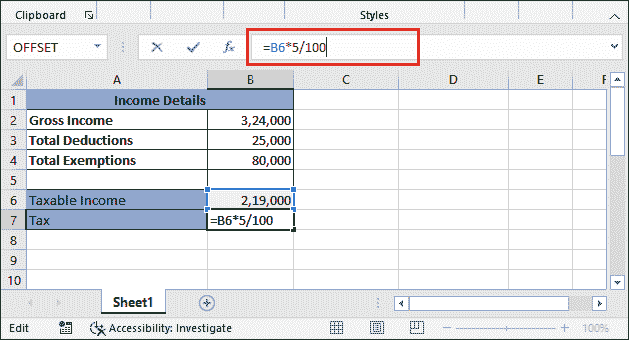 Clipboard Styles
OFFSET fx =B6*5/100
A B C D E F
1 Income Details
2 Gross Income 3,24,000
3 Total Deductions 25,000
4 Total Exemptions 80,000
5
6 Taxable Income 2,19,000
7 Tax =B6*5/100
8
9
10
Sheet1
Edit Accessibility: Investigate 100%